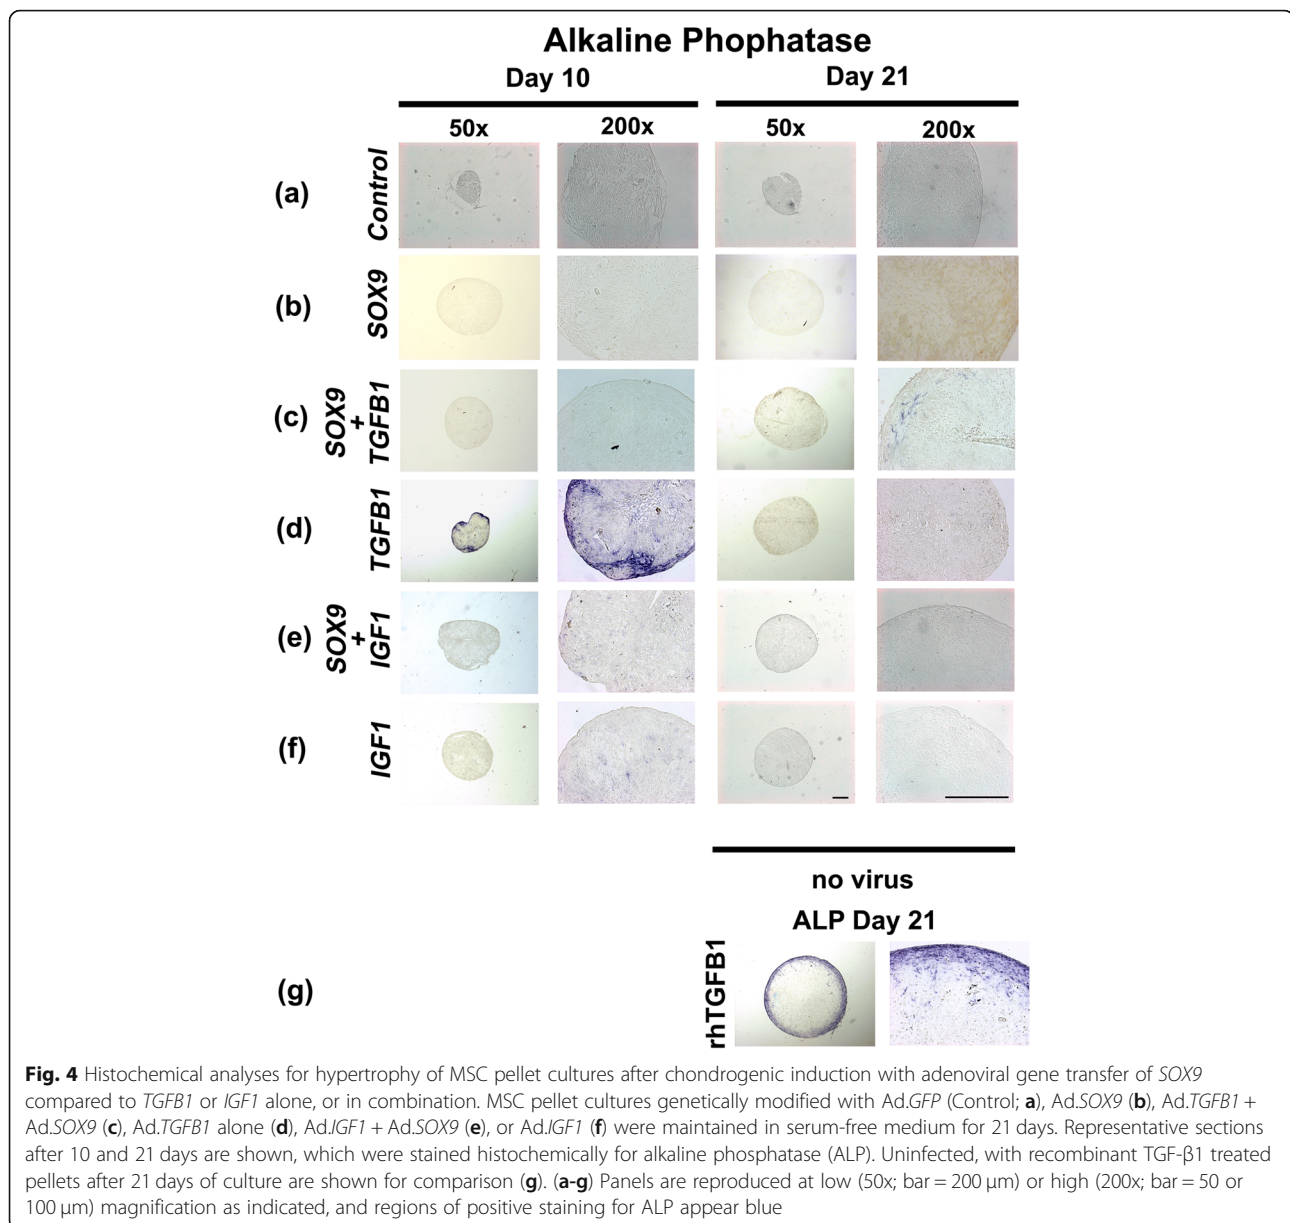 Alkaline Phophatase
Day 10 Day 21
50x 200x 50x 200x
(a) Control
(b) SOX9
(c) SOX9 + TGFB1
(d) TGFB1
(e) SOX9 + IGF1
(f) IGF1
no virus
ALP Day 21
(g) rhTGFB1
Fig. 4 Histochemical analyses for hypertrophy of MSC pellet cultures after chondrogenic induction with adenoviral gene transfer of SOX9
compared to TGFB1 or IGF1 alone, or in combination. MSC pellet cultures genetically modified with Ad.GFP (Control; a), Ad.SOX9 (b), Ad.TGFB1 +
Ad.SOX9 (c), Ad.TGFB1 alone (d), Ad.IGF1 + Ad.SOX9 (e), or Ad.IGF1 (f) were maintained in serum-free medium for 21 days. Representative sections
after 10 and 21 days are shown, which were stained histochemically for alkaline phosphatase (ALP). Uninfected, with recombinant TGF-β1 treated
pellets after 21 days of culture are shown for comparison (g). (a-g) Panels are reproduced at low (50x; bar = 200 μm) or high (200x; bar = 50 or
100 μm) magnification as indicated, and regions of positive staining for ALP appear blue